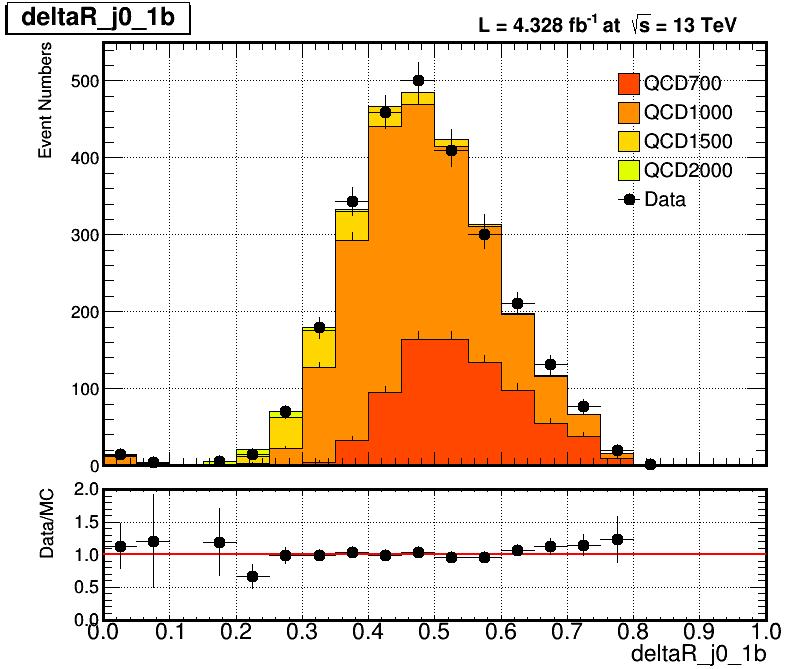 deltaR_j0_1b
L = 4.328 fb⁻¹ at √s = 13 TeV
Event Numbers
500
400
300
200
100
0
QCD700
QCD1000
QCD1500
QCD2000
Data
Data/MC
2.0
1.5
1.0
0.5
0.0
0.0 0.1 0.2 0.3 0.4 0.5 0.6 0.7 0.8 0.9 1.0
deltaR_j0_1b